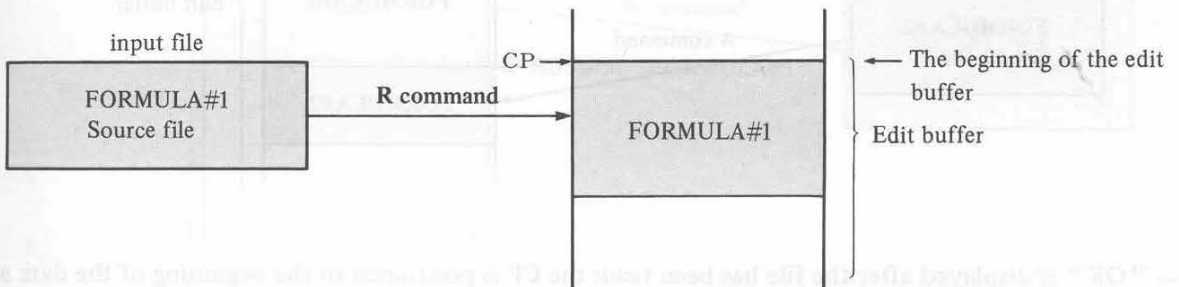 input file
FORMULA#1
Source file
R command
CP
FORMULA#1
The beginning of the edit
buffer
Edit buffer